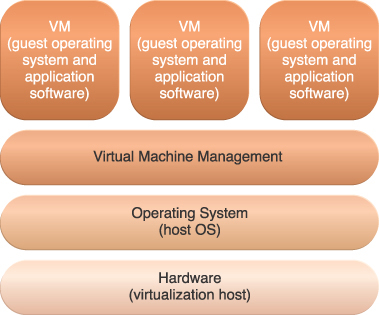 VM
(guest operating
system and
application
software)
VM
(guest operating
system and
application
software)
VM
(guest operating
system and
application
software)
Virtual Machine Management
Operating System
(host OS)
Hardware
(virtualization host)